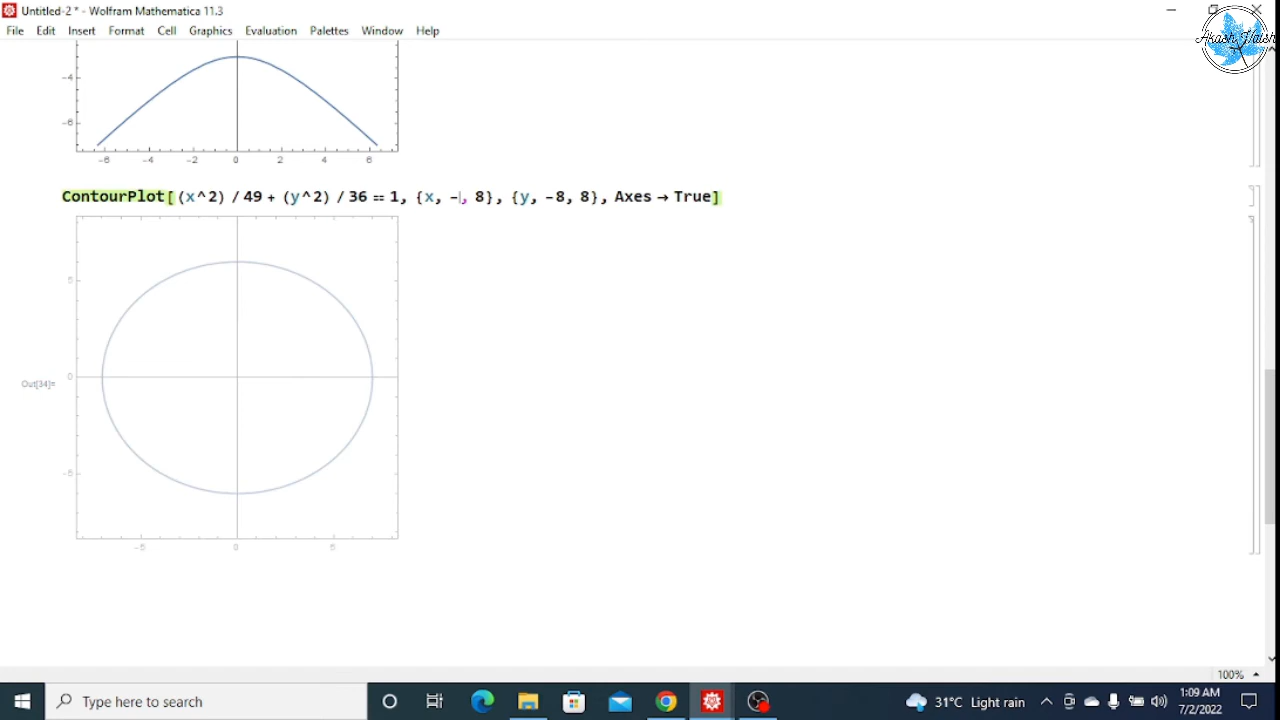 Untitled-2 * - Wolfram Mathematica 11.3
File Edit Insert Format Cell Graphics Evaluation Palettes Window Help
-4
-6
-6 -4 -2 0 2 4 6
ContourPlot[(x^2) / 49 + (y^2) / 36 == 1, {x, -, 8}, {y, -8, 8}, Axes → True]
5
Out[34]=
0
-5
-5 0 5
100%
Type here to search
31°C Light rain
1:09 AM
7/2/2022